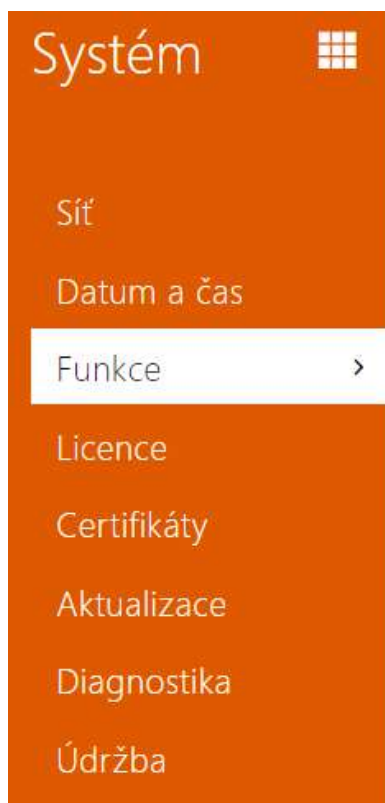 Systém
Síť
Datum a čas
Funkce
Licence
Certifikáty
Aktualizace
Diagnostika
Údržba